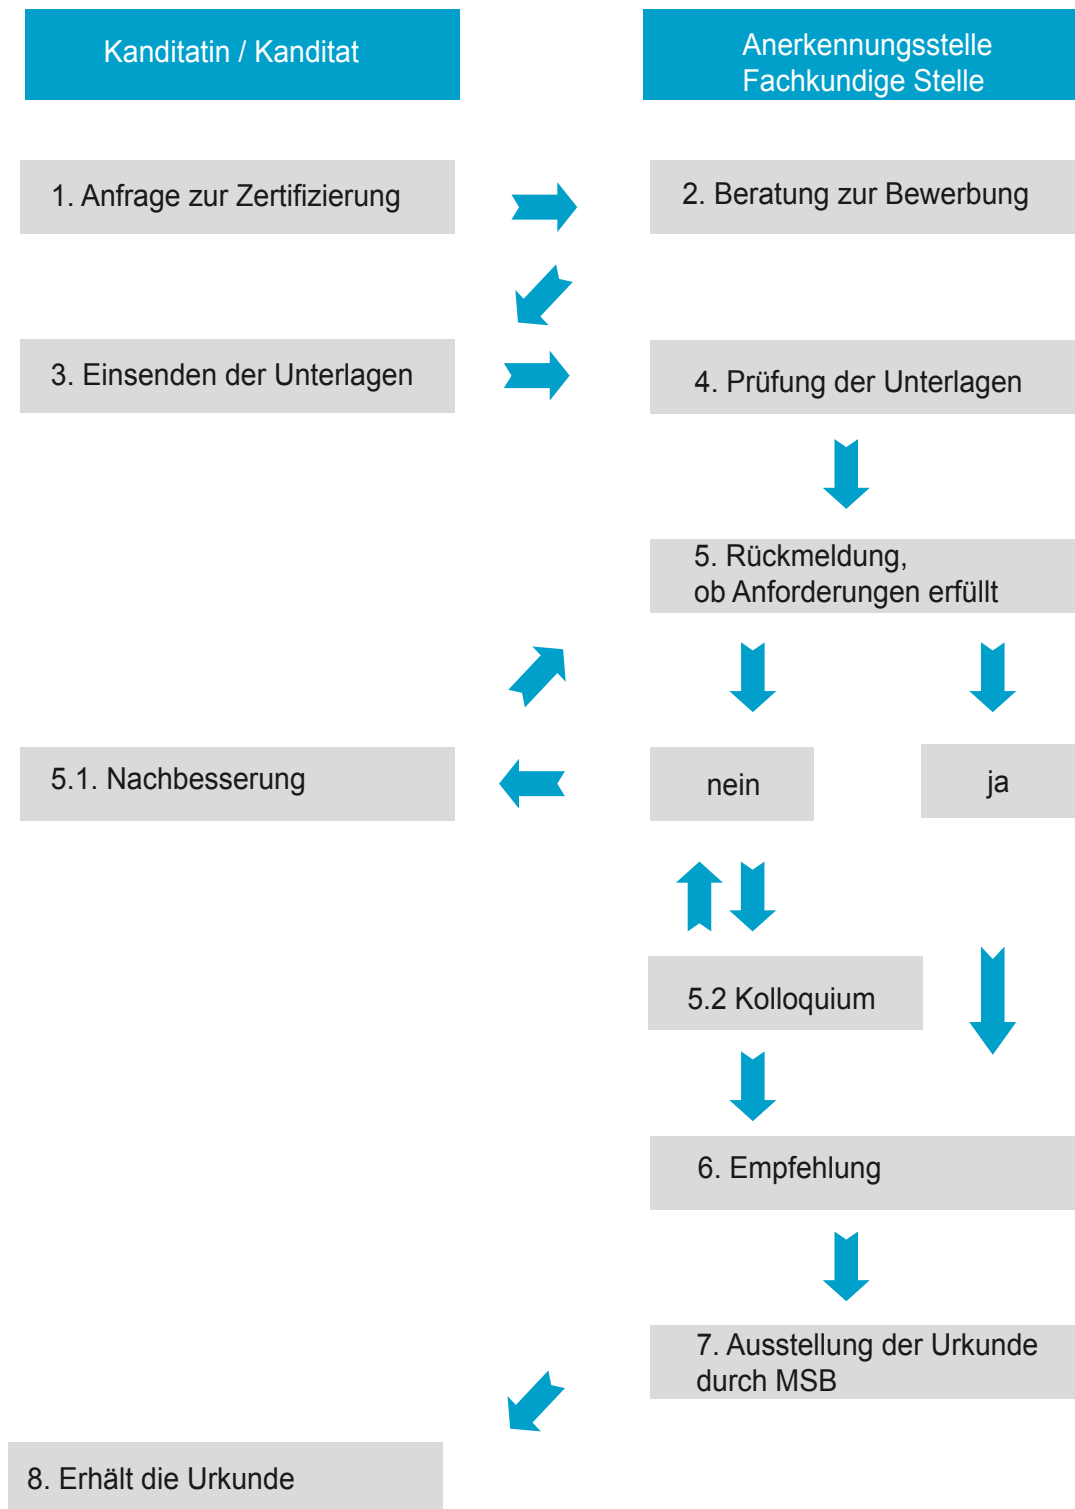 Kanditatin / Kanditat
Anerkennungsstelle
Fachkundige Stelle
1. Anfrage zur Zertifizierung
2. Beratung zur Bewerbung
3. Einsenden der Unterlagen
4. Prüfung der Unterlagen
5. Rückmeldung,
ob Anforderungen erfüllt
5.1. Nachbesserung
nein
ja
5.2 Kolloquium
6. Empfehlung
7. Ausstellung der Urkunde
durch MSB
8. Erhält die Urkunde